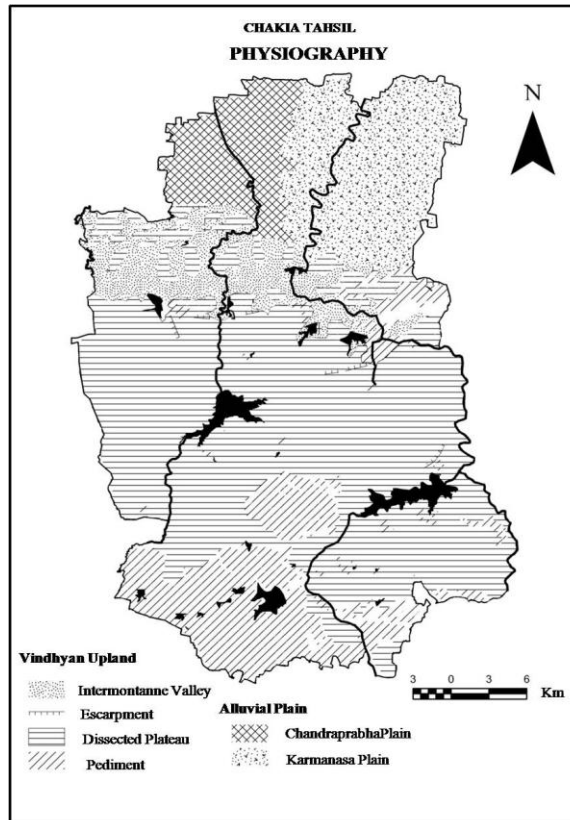 CHAKIA TAHSIL
PHYSIOGRAPHY
N
Vindhyan Upland
Intermontanne Valley
Escarpment
Dissected Plateau
Pediment
Alluvial Plain
ChandraprabhaPlain
Karmanasa Plain
3 0 3 6
Km